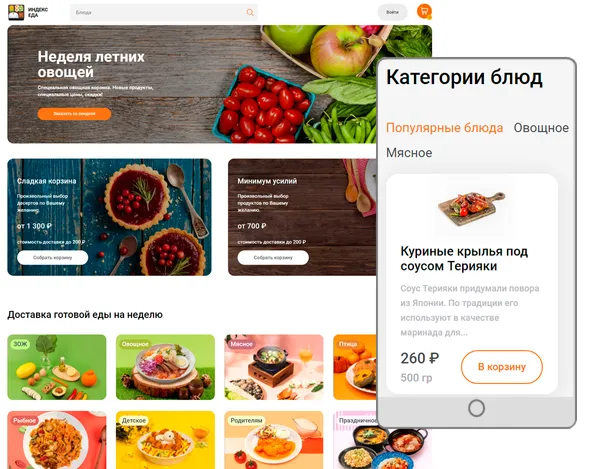 ИНДЕКС
ЕДА
Блюда
Войти
Неделя летних
овощей
Специальная овощная корзина. Новые продукты,
специальные цены, скидки!
Заказать со скидкой
Сладкая корзина
Произвольный выбор
десертов по Вашему
желанию.
от 1 300 ₽
стоимость доставки до 200 ₽
Собрать корзину
Минимум усилий
Произвольный выбор
продуктов по Вашему
желанию.
от 700 ₽
стоимость доставки до 200 ₽
Собрать корзину
Доставка готовой еды на неделю
ЗОЖ
Овощное
Мясное
Птица
Рыбное
Детское
Родителям
Праздничное
Категории блюд
Популярные блюда Овощное
Мясное
Куриные крылья под
соусом Терияки
Соус Терияки придумали повора
из Японии. По традиции его
используют в качестве
маринада для...
260 ₽
500 гр
В корзину